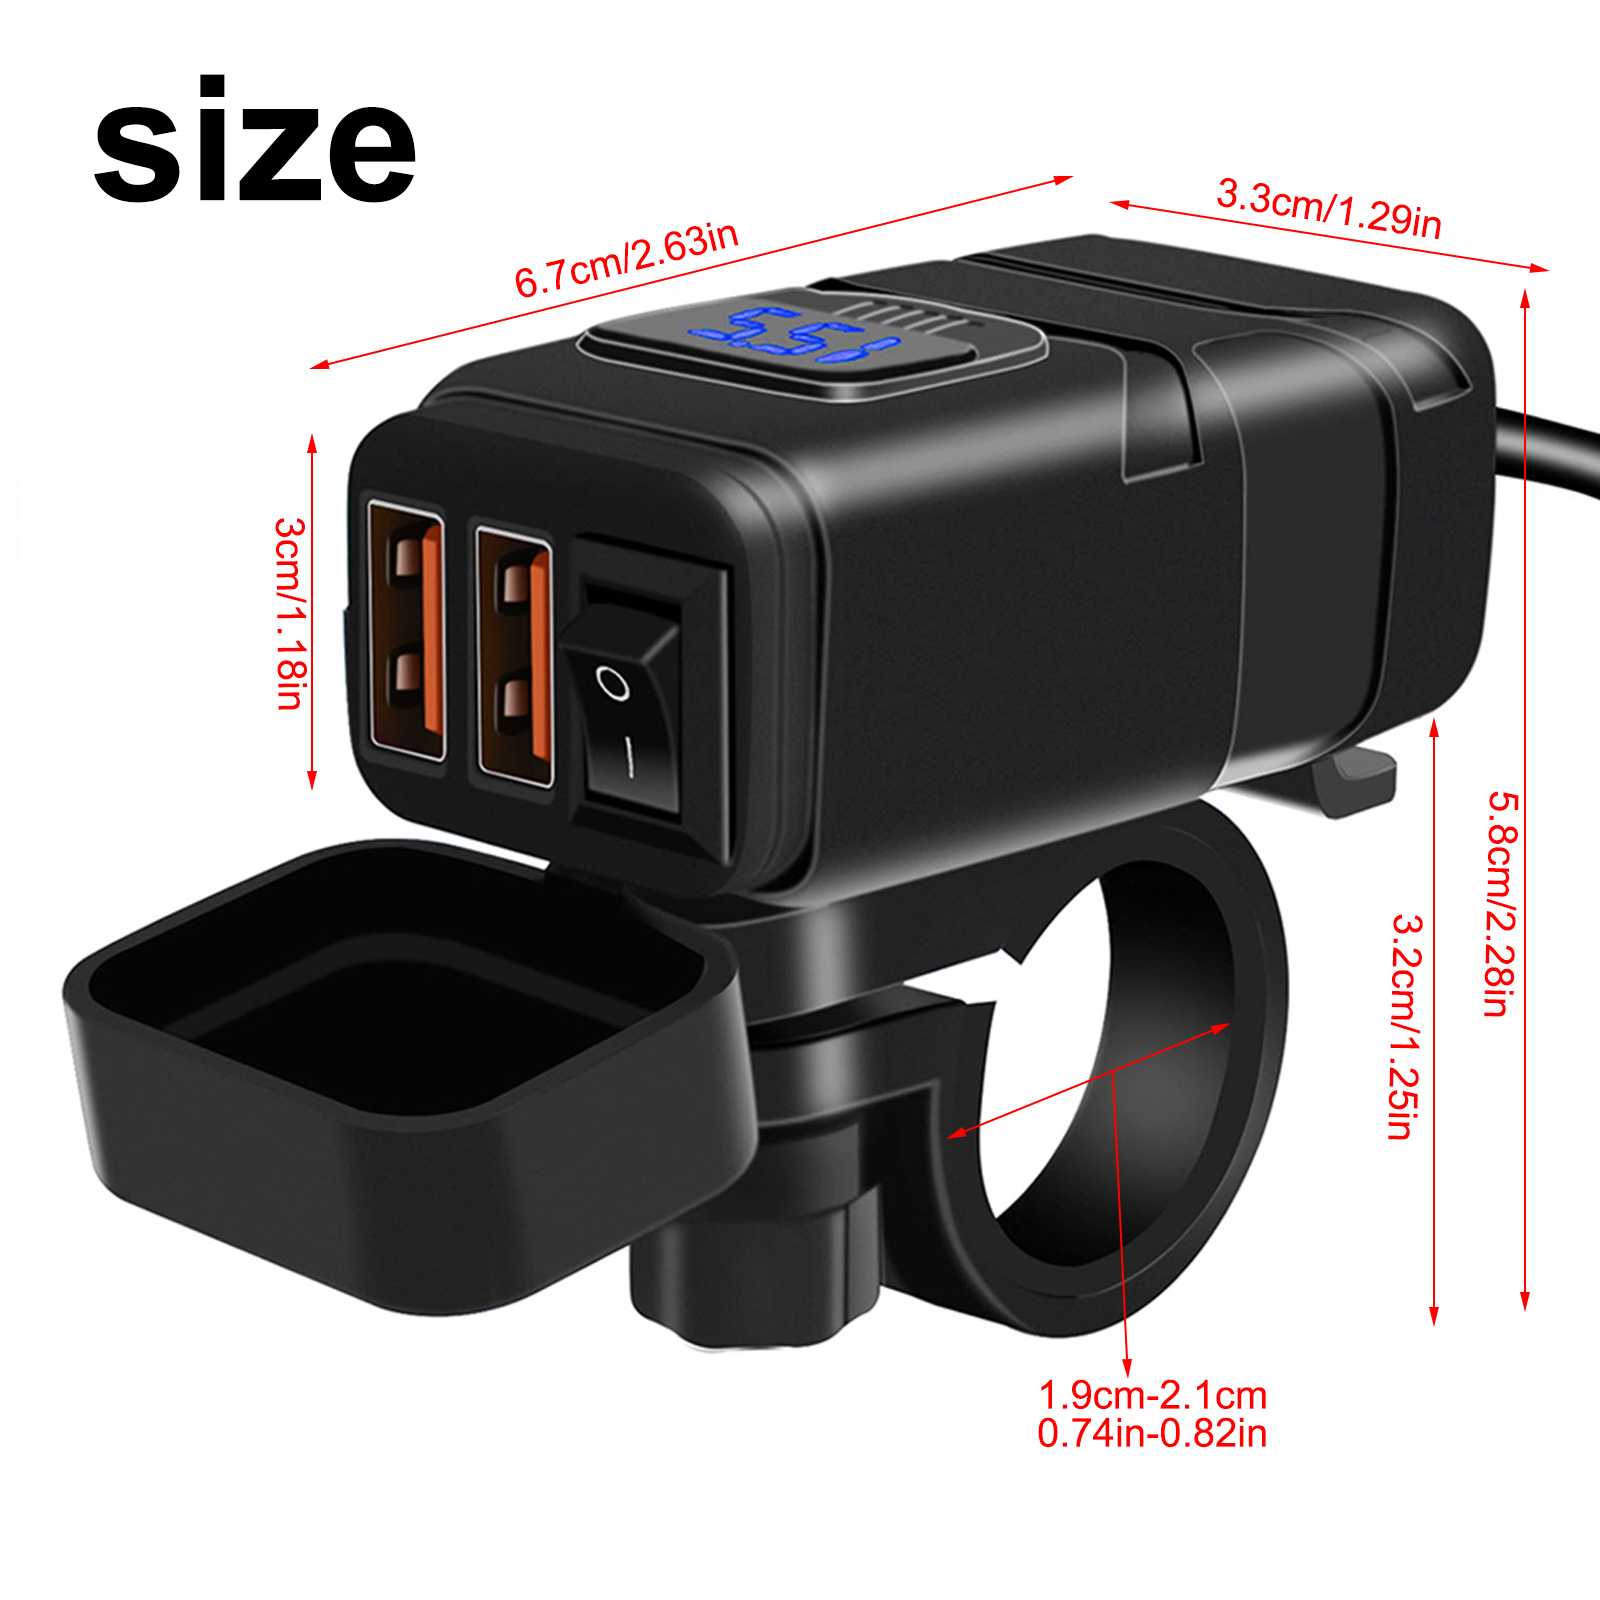 size
6.7cm/2.63in
3.3cm/1.29in
3cm/1.18in
5.8cm/2.28in
3.2cm/1.25in
1.9cm-2.1cm
0.74in-0.82in